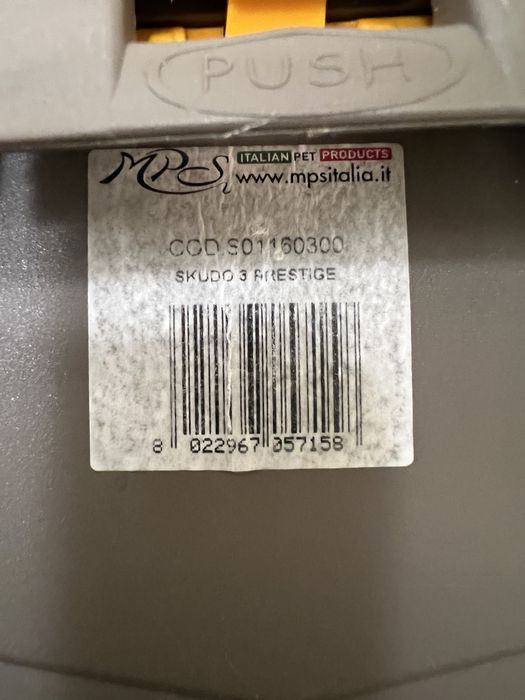 PUSH
MPS ITALIAN PET PRODUCTS
www.mpsitalia.it
COD.S01160300
SKUDO 3 PRESTIGE
8 022967 057158